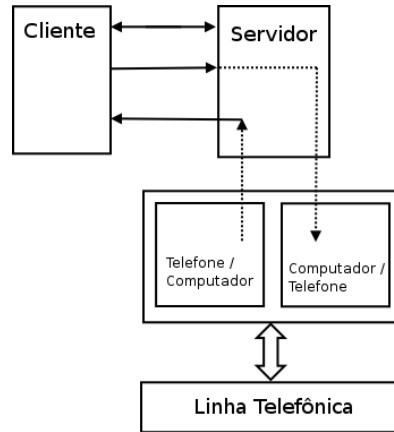 Cliente
Servidor
Telefone /
Computador
Computador /
Telefone
Linha Telefônica